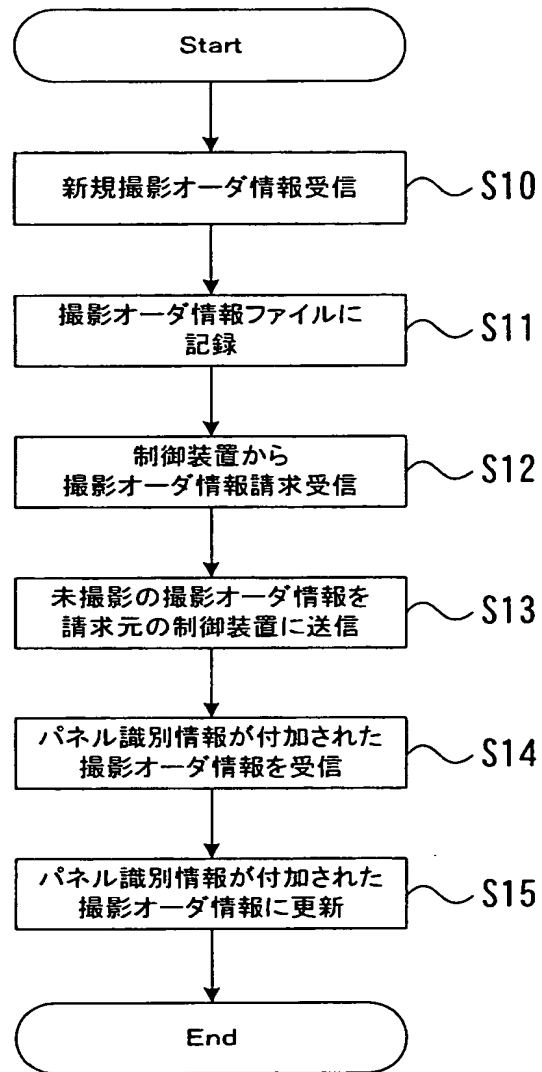 Start
新規撮影オーダ情報受信
S10
撮影オーダ情報ファイルに
記録
S11
制御装置から
撮影オーダ情報請求受信
S12
未撮影の撮影オーダ情報を
請求元の制御装置に送信
S13
パネル識別情報が付加された
撮影オーダ情報を受信
S14
パネル識別情報が付加された
撮影オーダ情報に更新
S15
End